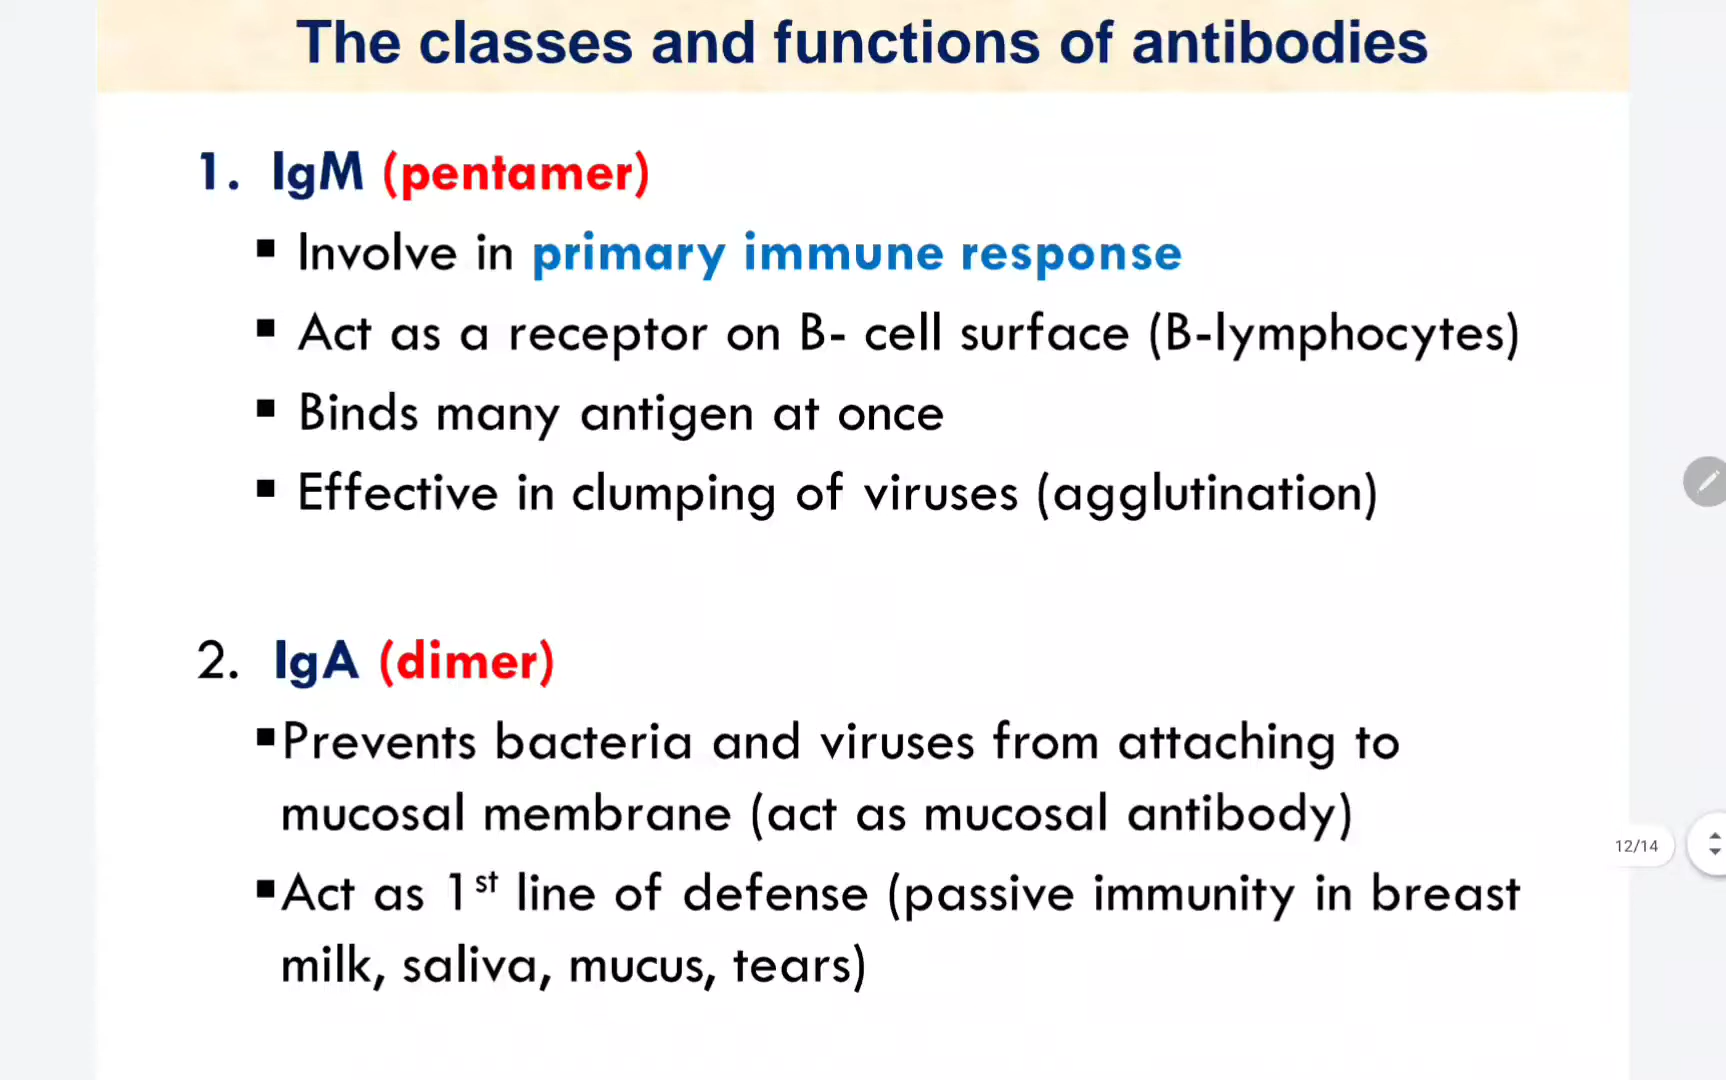 The classes and functions of antibodies
1. IgM (pentamer)
▪ Involve in primary immune response
▪ Act as a receptor on B- cell surface (B-lymphocytes)
▪ Binds many antigen at once
▪ Effective in clumping of viruses (agglutination)
2. IgA (dimer)
▪Prevents bacteria and viruses from attaching to
mucosal membrane (act as mucosal antibody)
12/14
▪Act as 1st line of defense (passive immunity in breast
milk, saliva, mucus, tears)